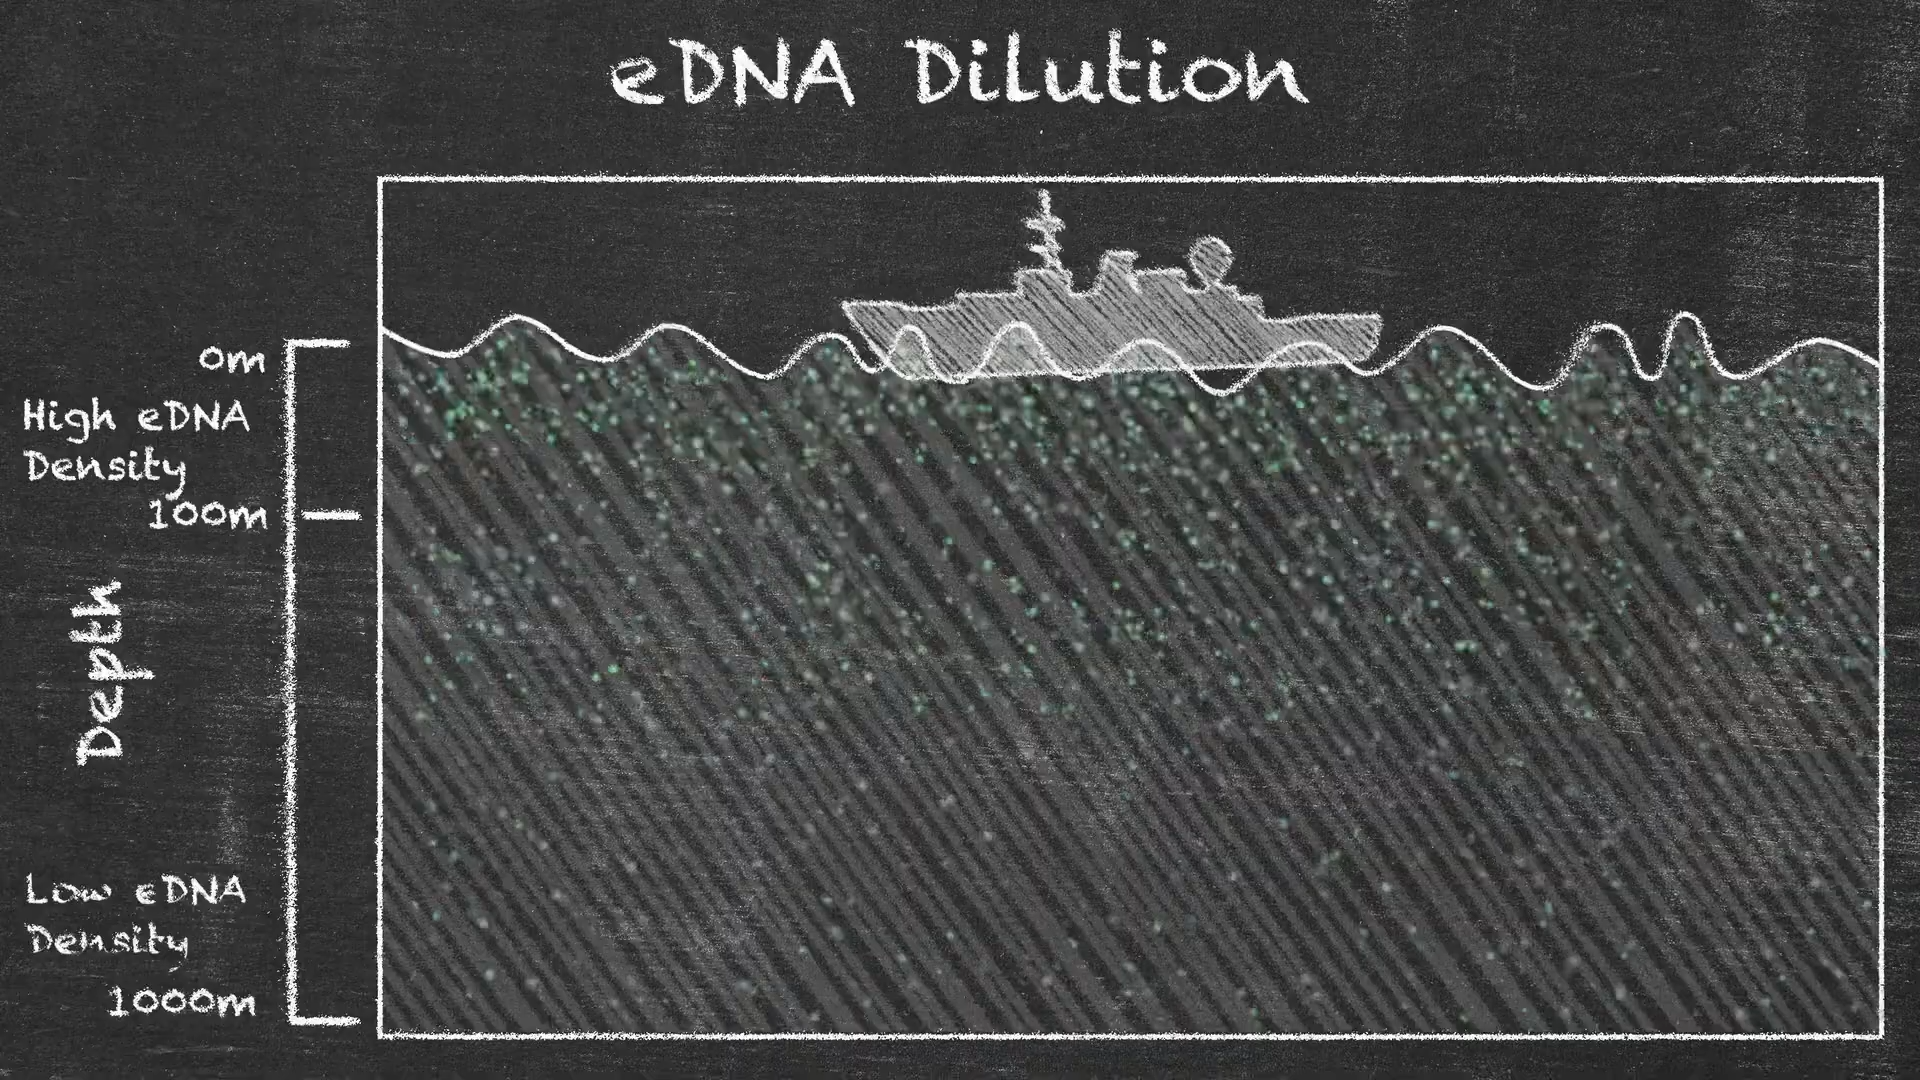 eDNA Dilution
0m
High eDNA
Density
100m
Depth
Low eDNA
Density
1000m